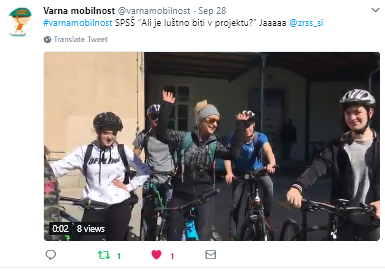 Varna mobilnost @varnamobilnost · Sep 28
#varnamobilnost SPSŠ "Ali je luštno biti v projektu?" Jaaaaa @zrss_si
Translate Tweet
0:02 8 views
1 1